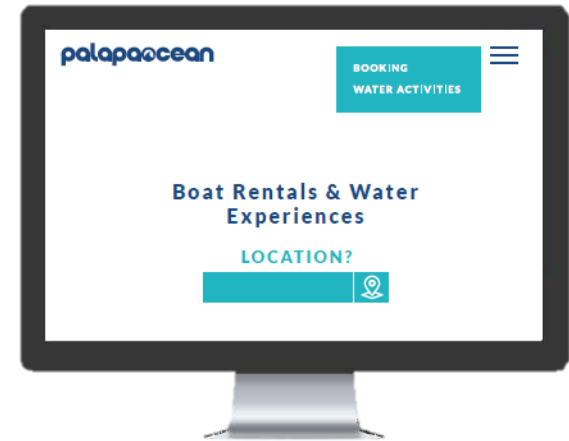 palapaocean
BOOKING
WATER ACTIVITIES
Boat Rentals & Water
Experiences
LOCATION?